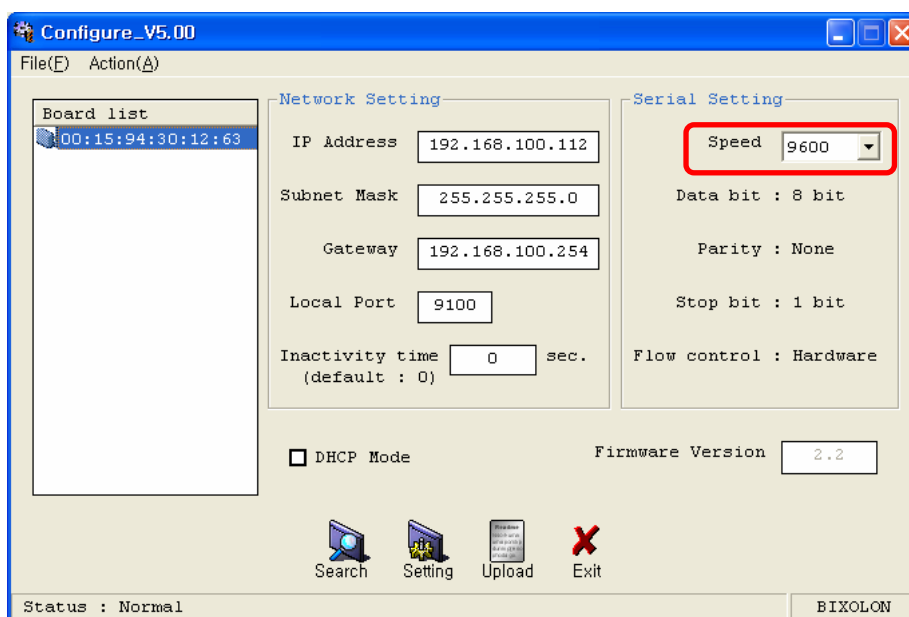 Configure_V5.00
File(F) Action(A)
Board list
00:15:94:30:12:63
Network Setting
IP Address 192.168.100.112
Subnet Mask 255.255.255.0
Gateway 192.168.100.254
Local Port 9100
Inactivity time 0 sec.
(default : 0)
Serial Setting
Speed 9600
Data bit : 8 bit
Parity : None
Stop bit : 1 bit
Flow control : Hardware
DHCP Mode
Firmware Version 2.2
Search Setting Upload Exit
Status : Normal BIXOLON